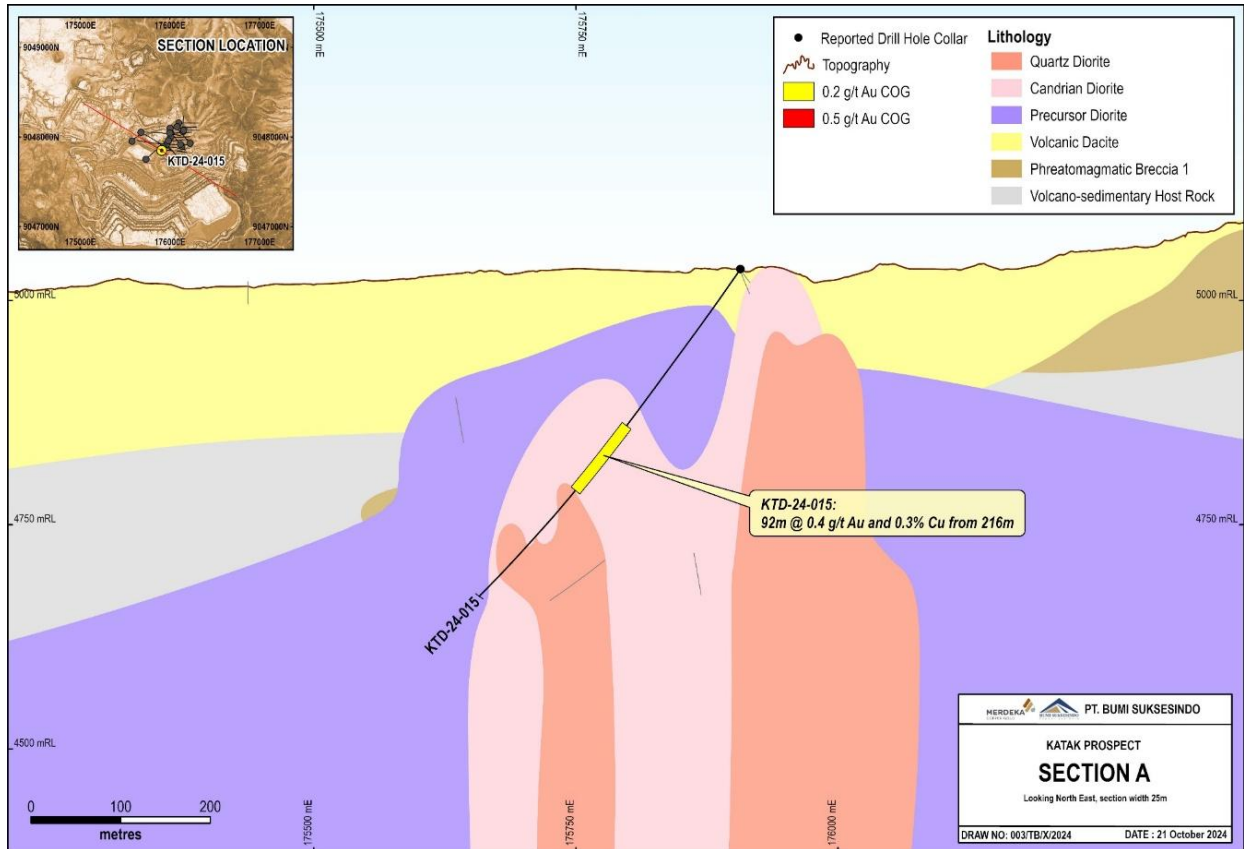 175000E
176000E
177000E
SECTION LOCATION
9049000N
9049000N
9048000N
9048000N
KTD-24-015
9047000N
9047000N
175000E
176000E
177000E
175500 mE
175750 mE
Reported Drill Hole Collar
Topography
0.2 g/t Au COG
0.5 g/t Au COG
Lithology
Quartz Diorite
Candrian Diorite
Precursor Diorite
Volcanic Dacite
Phreatomagmatic Breccia 1
Volcano-sedimentary Host Rock
5000 mRL
5000 mRL
KTD-24-015:
92m @ 0.4 g/t Au and 0.3% Cu from 216m
4750 mRL
4750 mRL
KTD-24-015
4500 mRL
4500 mRL
0 100 200
metres
175500 mE
175750 mE
176000 mE
MERDEKA
PT. BUMI SUKSESINDO
KATAK PROSPECT
SECTION A
Looking North East, section width 25m
DRAW NO: 003/TB/X/2024
DATE : 21 October 2024